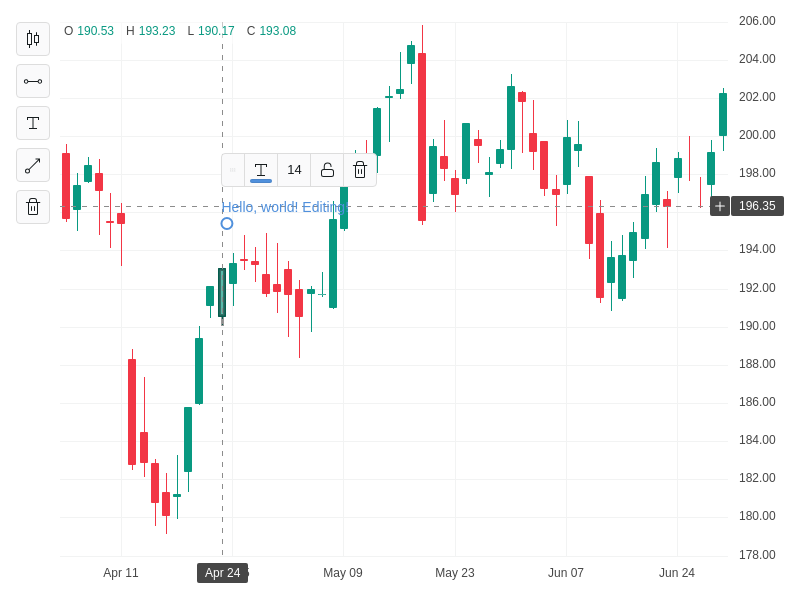 O 190.53 H 193.23 L 190.17 C 193.08
14
Hello, world! Editing
206.00
204.00
202.00
200.00
198.00
196.35
194.00
192.00
190.00
188.00
186.00
184.00
182.00
180.00
178.00
Apr 11
Apr 24
May 09
May 23
Jun 07
Jun 24